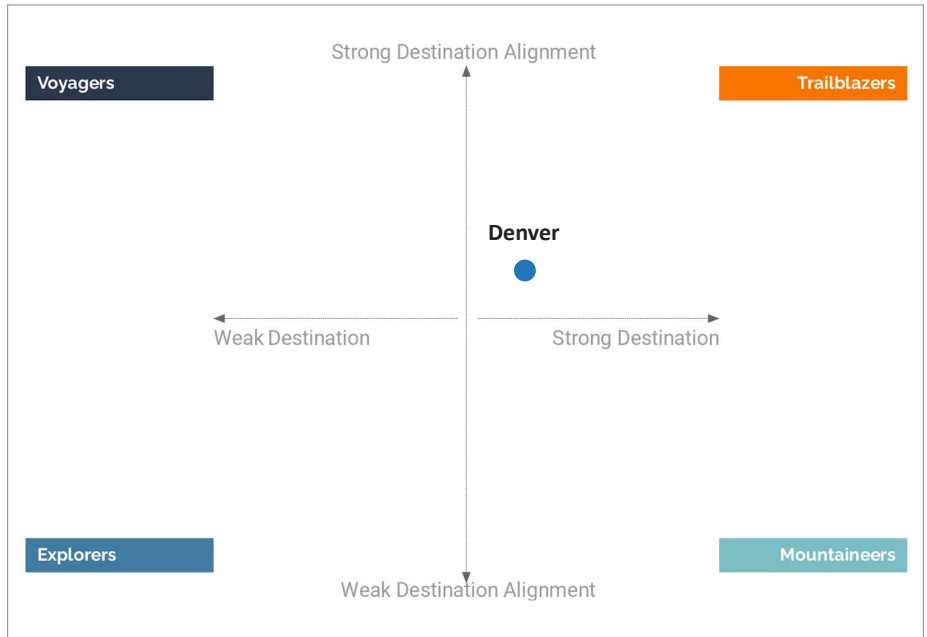 Strong Destination Alignment
Voyagers
Trailblazers
Denver
Weak Destination
Strong Destination
Explorers
Mountaineers
Weak Destination Alignment